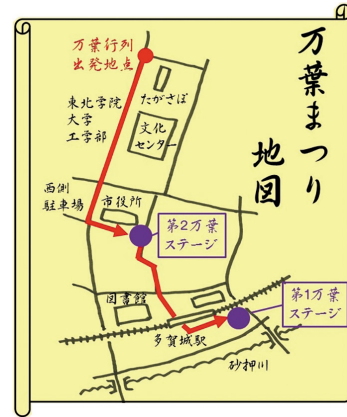 万葉まつり
地図
万葉行列
出発地点
たがさぽ
東北学院
大学
工学部
文化
センター
西側
駐車場
市役所
第2万葉
ステージ
図書館
第1万葉
ステージ
多賀城駅
砂押川